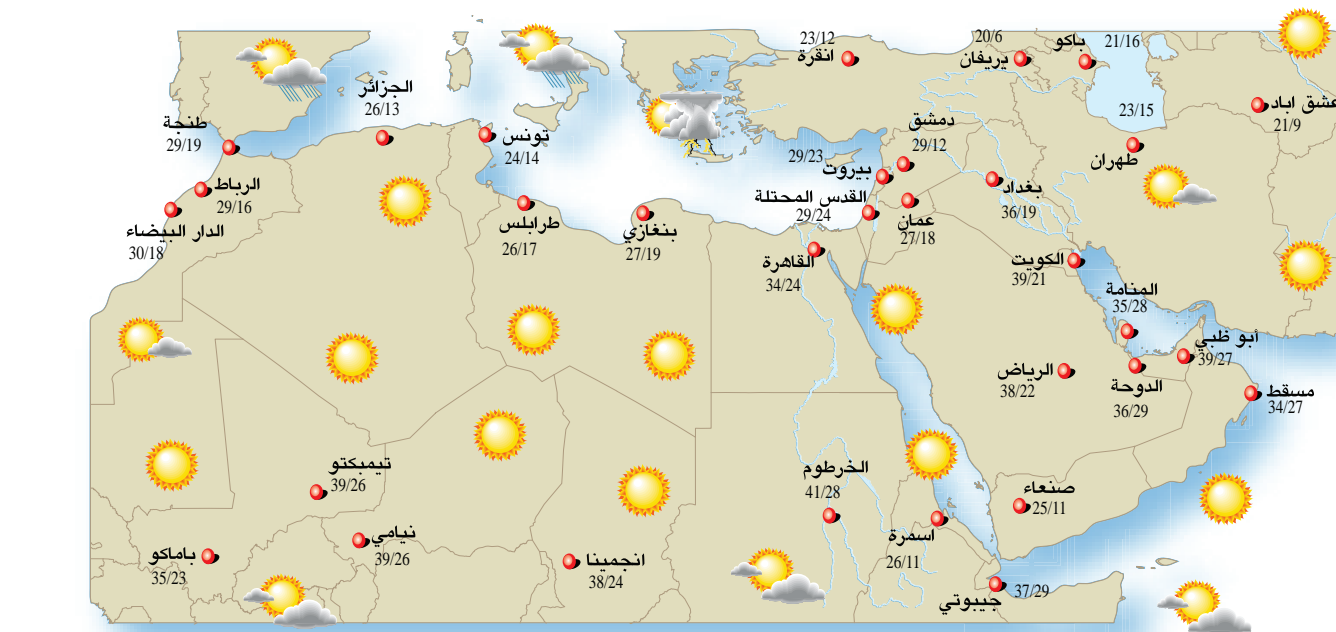 23/12
انقرة
20/6
يريفان
باكو
21/16
عشق اباد
21/9
23/15
طهران
الجزائر
26/13
طنجة
29/19
تونس
24/14
دمشق
29/12
29/23
بيروت
الرباط
29/16
القدس المحتلة
29/24
بغداد
36/19
الدار البيضاء
30/18
طرابلس
26/17
بنغازي
27/19
عمان
27/18
القاهرة
34/24
الكويت
39/21
المنامة
35/28
أبو ظبي
39/27
الرياض
38/22
الدوحة
36/29
مسقط
34/27
تيمبكتو
39/26
الخرطوم
41/28
صنعاء
25/11
نيامي
39/26
اسمرة
26/11
باماكو
35/23
انجمينا
38/24
37/29
جيبوتي